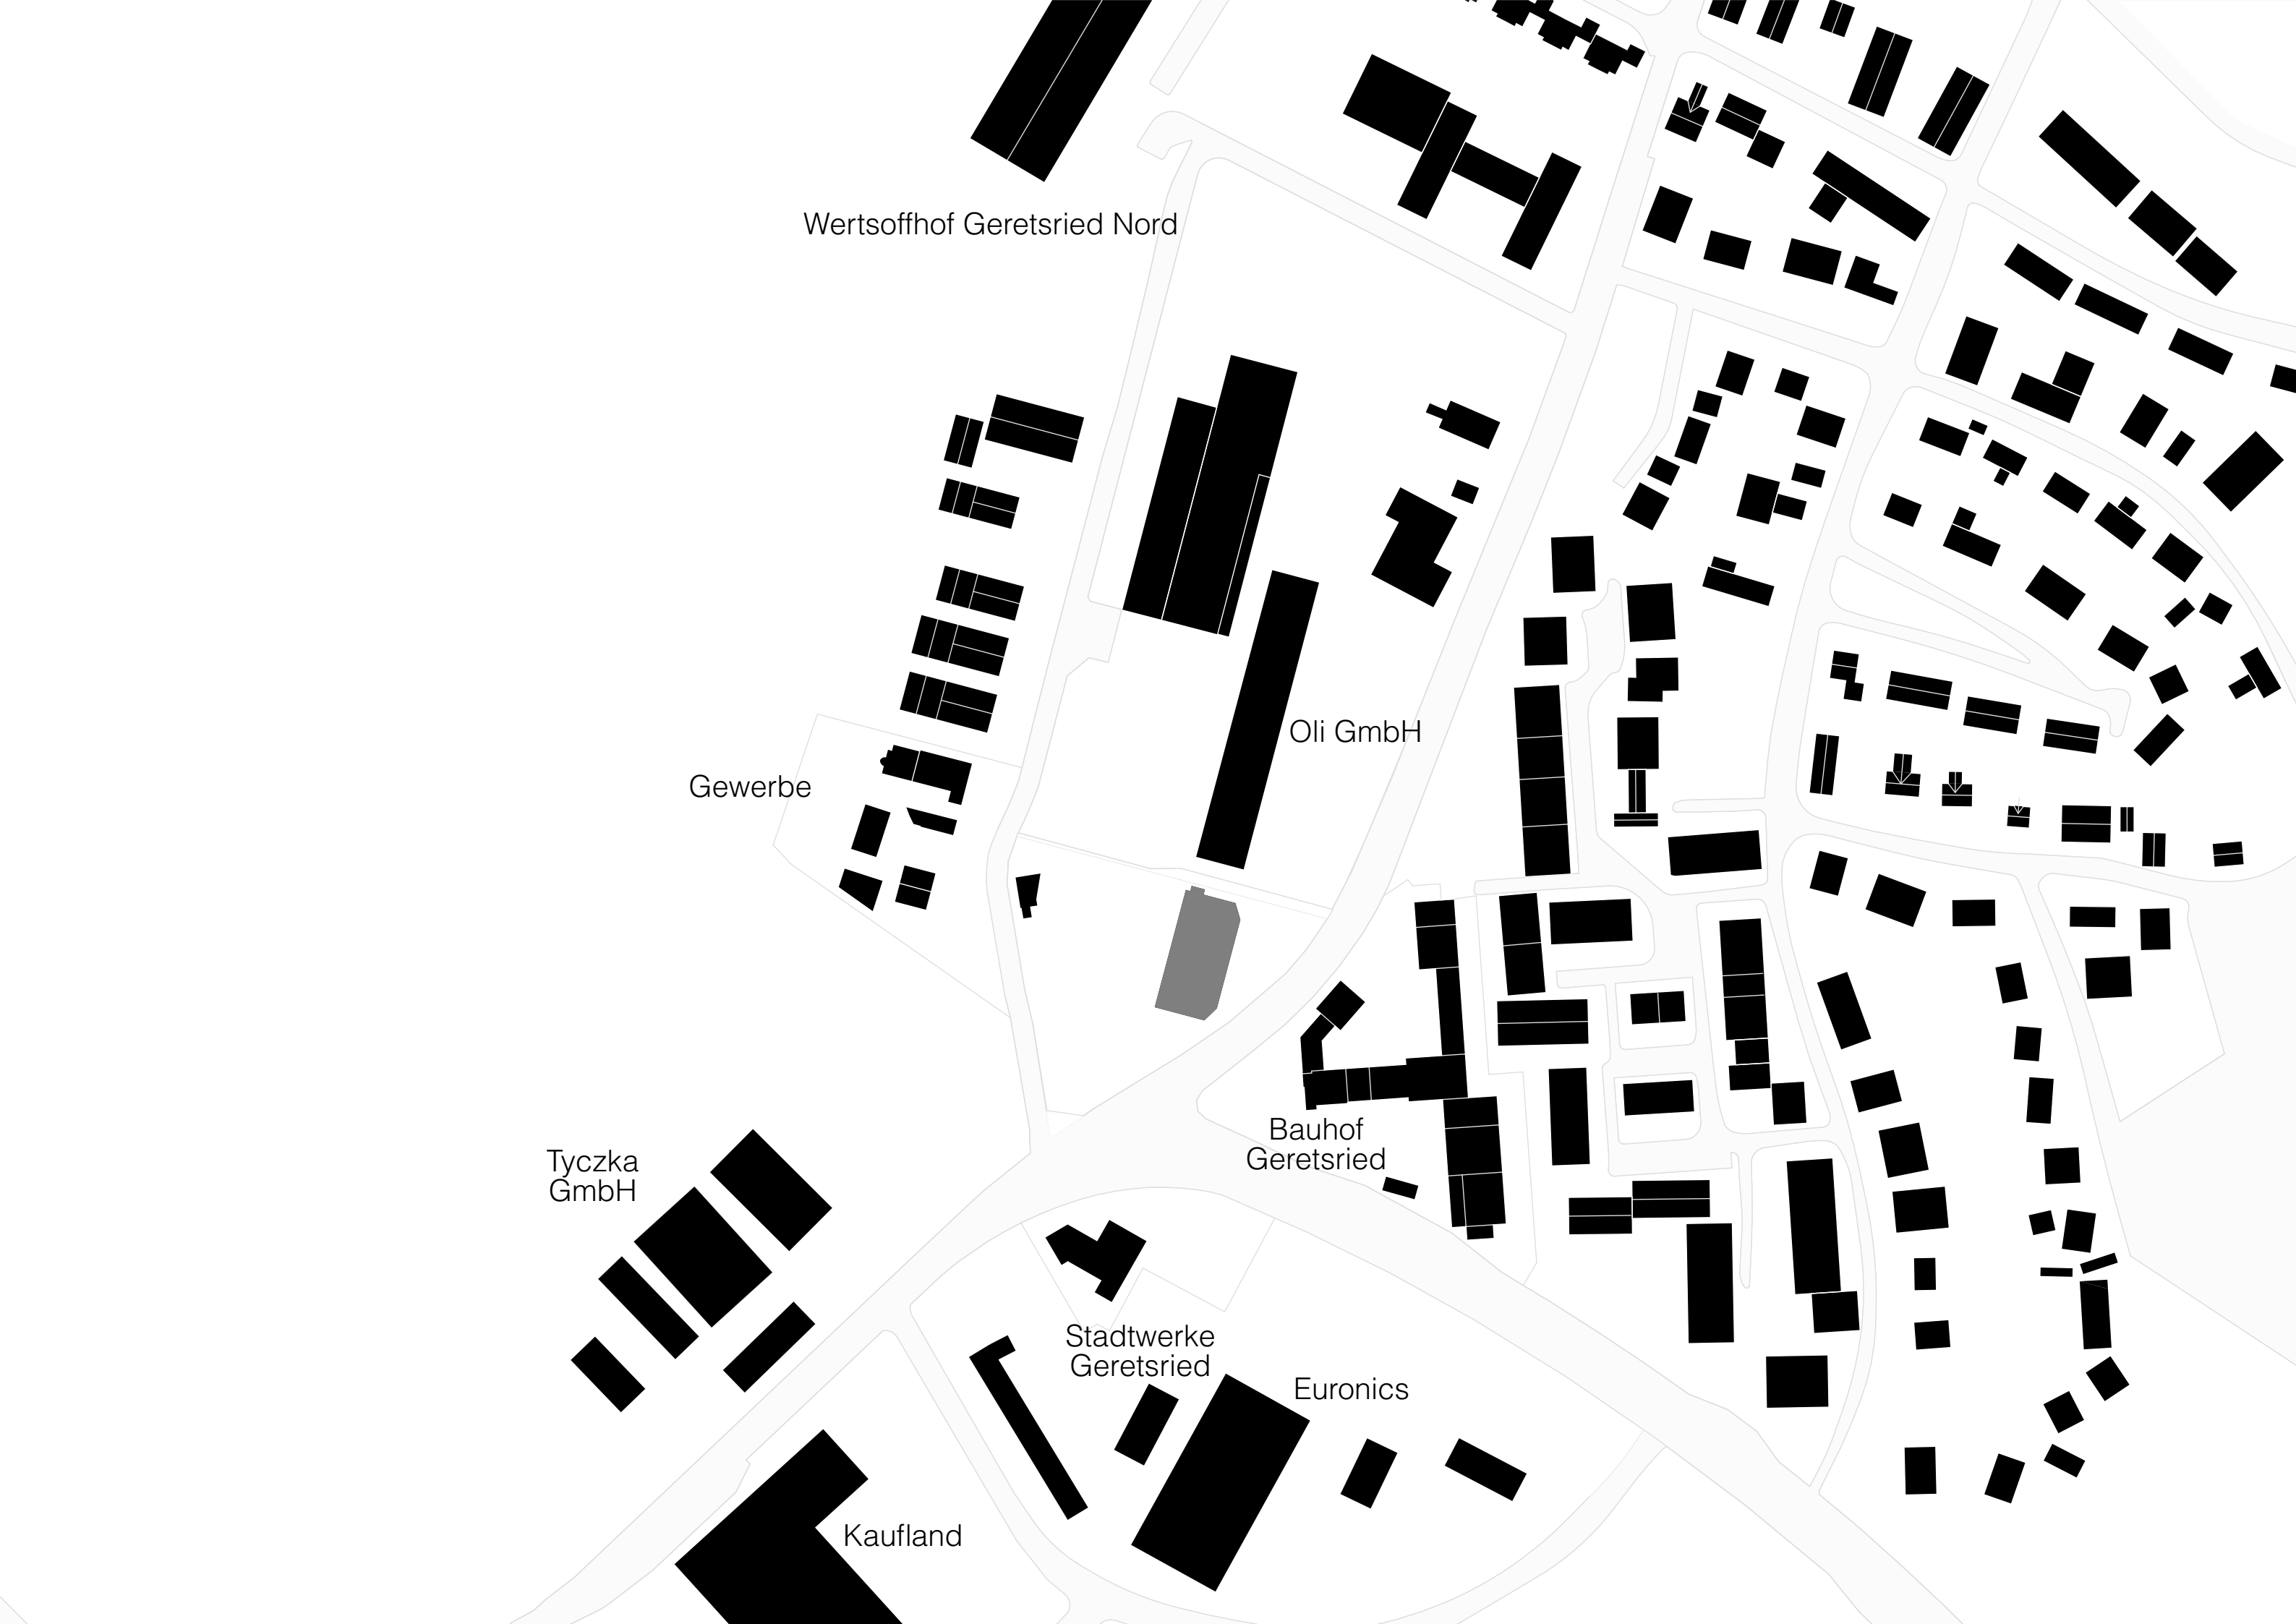 Wertsoffhof Geretsried Nord
Oli GmbH
Gewerbe
Bauhof
Geretsried
Tyczka
GmbH
Stadtwerke
Geretsried
Euronics
Kaufland